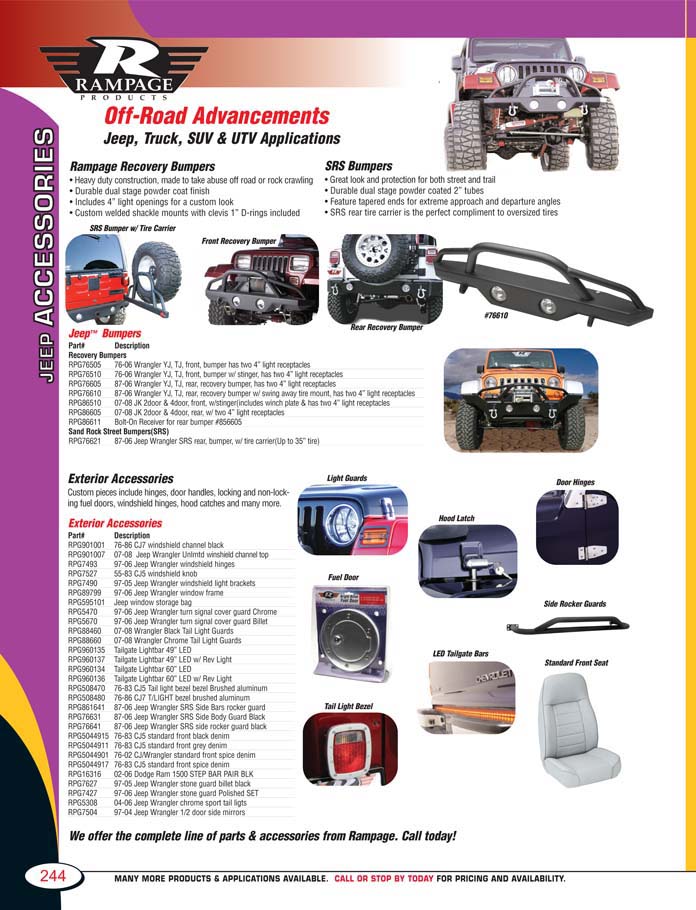 RAMPAGE
PRODUCTS
Off-Road Advancements
Jeep, Truck, SUV & UTV Applications
JEEP ACCESSORIES
Rampage Recovery Bumpers
• Heavy duty construction, made to take abuse off road or rock crawling
• Durable dual stage powder coat finish
• Includes 4" light openings for a custom look
• Custom welded shackle mounts with clevis 1" D-rings included
SRS Bumpers
• Great look and protection for both street and trail
• Durable dual stage powder coated 2" tubes
• Feature tapered ends for extreme approach and departure angles
• SRS rear tire carrier is the perfect compliment to oversized tires
SRS Bumper w/ Tire Carrier
Front Recovery Bumper
Rear Recovery Bumper
#76610
Jeep™ Bumpers
Part# Description
Recovery Bumpers
RPG76505 76-06 Wrangler YJ, TJ, front, bumper has two 4" light receptacles
RPG76510 76-06 Wrangler YJ, TJ, front, bumper w/ stinger, has two 4" light receptacles
RPG76605 87-06 Wrangler YJ, TJ, rear, recovery bumper, has two 4" light receptacles
RPG76610 87-06 Wrangler YJ, TJ, rear, recovery bumper w/ swing away tire mount, has two 4" light receptacles
RPG86510 07-08 JK 2door & 4door, front, w/stinger(includes winch plate & has two 4" light receptacles
RPG86605 07-08 JK 2door & 4door, rear, w/ two 4" light receptacles
RPG86611 Bolt-On Receiver for rear bumper #856605
Sand Rock Street Bumpers(SRS)
RPG76621 87-06 Jeep Wrangler SRS rear, bumper, w/ tire carrier(Up to 35" tire)
Exterior Accessories
Custom pieces include hinges, door handles, locking and non-lock-
ing fuel doors, windshield hinges, hood catches and many more.
Exterior Accessories
Part# Description
RPG901001 76-86 CJ7 windshield channel black
RPG901007 07-08 Jeep Wrangler Unlmtd winshield channel top
RPG7493 97-06 Jeep Wrangler windshield hinges
RPG7527 55-83 CJ5 windshield knob
RPG7490 97-05 Jeep Wrangler windshield light brackets
RPG89799 97-06 Jeep Wrangler window frame
RPG595101 Jeep window storage bag
RPG5470 97-06 Jeep Wrangler turn signal cover guard Chrome
RPG5670 97-06 Jeep Wrangler turn signal cover guard Billet
RPG88460 07-08 Wrangler Black Tail Light Guards
RPG88660 07-08 Wrangler Chrome Tail Light Guards
RPG960135 Tailgate Lightbar 49" LED
RPG960137 Tailgate Lightbar 49" LED w/ Rev Light
RPG960134 Tailgate Lightbar 60" LED
RPG960136 Tailgate Lightbar 60" LED w/ Rev Light
RPG508470 76-83 CJ5 Tail light bezel bezel Brushed aluminum
RPG508480 76-86 CJ7 T/LIGHT bezel brushed aluminum
RPG861641 87-06 Jeep Wrangler SRS Side Bars rocker guard
RPG76631 87-06 Jeep Wrangler SRS Side Body Guard Black
RPG76641 87-06 Jeep Wrangler SRS side rocker guard black
RPG5044915 76-83 CJ5 standard front black denim
RPG5044911 76-83 CJ5 standard front grey denim
RPG5044901 76-02 CJ/Wrangler standard front spice denim
RPG5044917 76-83 CJ5 standard front spice denim
RPG16316 02-06 Dodge Ram 1500 STEP BAR PAIR BLK
RPG7627 97-05 Jeep Wrangler stone guard billet black
RPG7427 97-06 Jeep Wrangler stone guard Polished SET
RPG5308 04-06 Jeep Wrangler chrome sport tail ligts
RPG7504 97-04 Jeep Wrangler 1/2 door side mirrors
Light Guards
Hood Latch
Door Hinges
Fuel Door
Side Rocker Guards
LED Tailgate Bars
CHEVROLET
Standard Front Seat
Tail Light Bezel
We offer the complete line of parts & accessories from Rampage. Call today!
244
MANY MORE PRODUCTS & APPLICATIONS AVAILABLE. CALL OR STOP BY TODAY FOR PRICING AND AVAILABILITY.